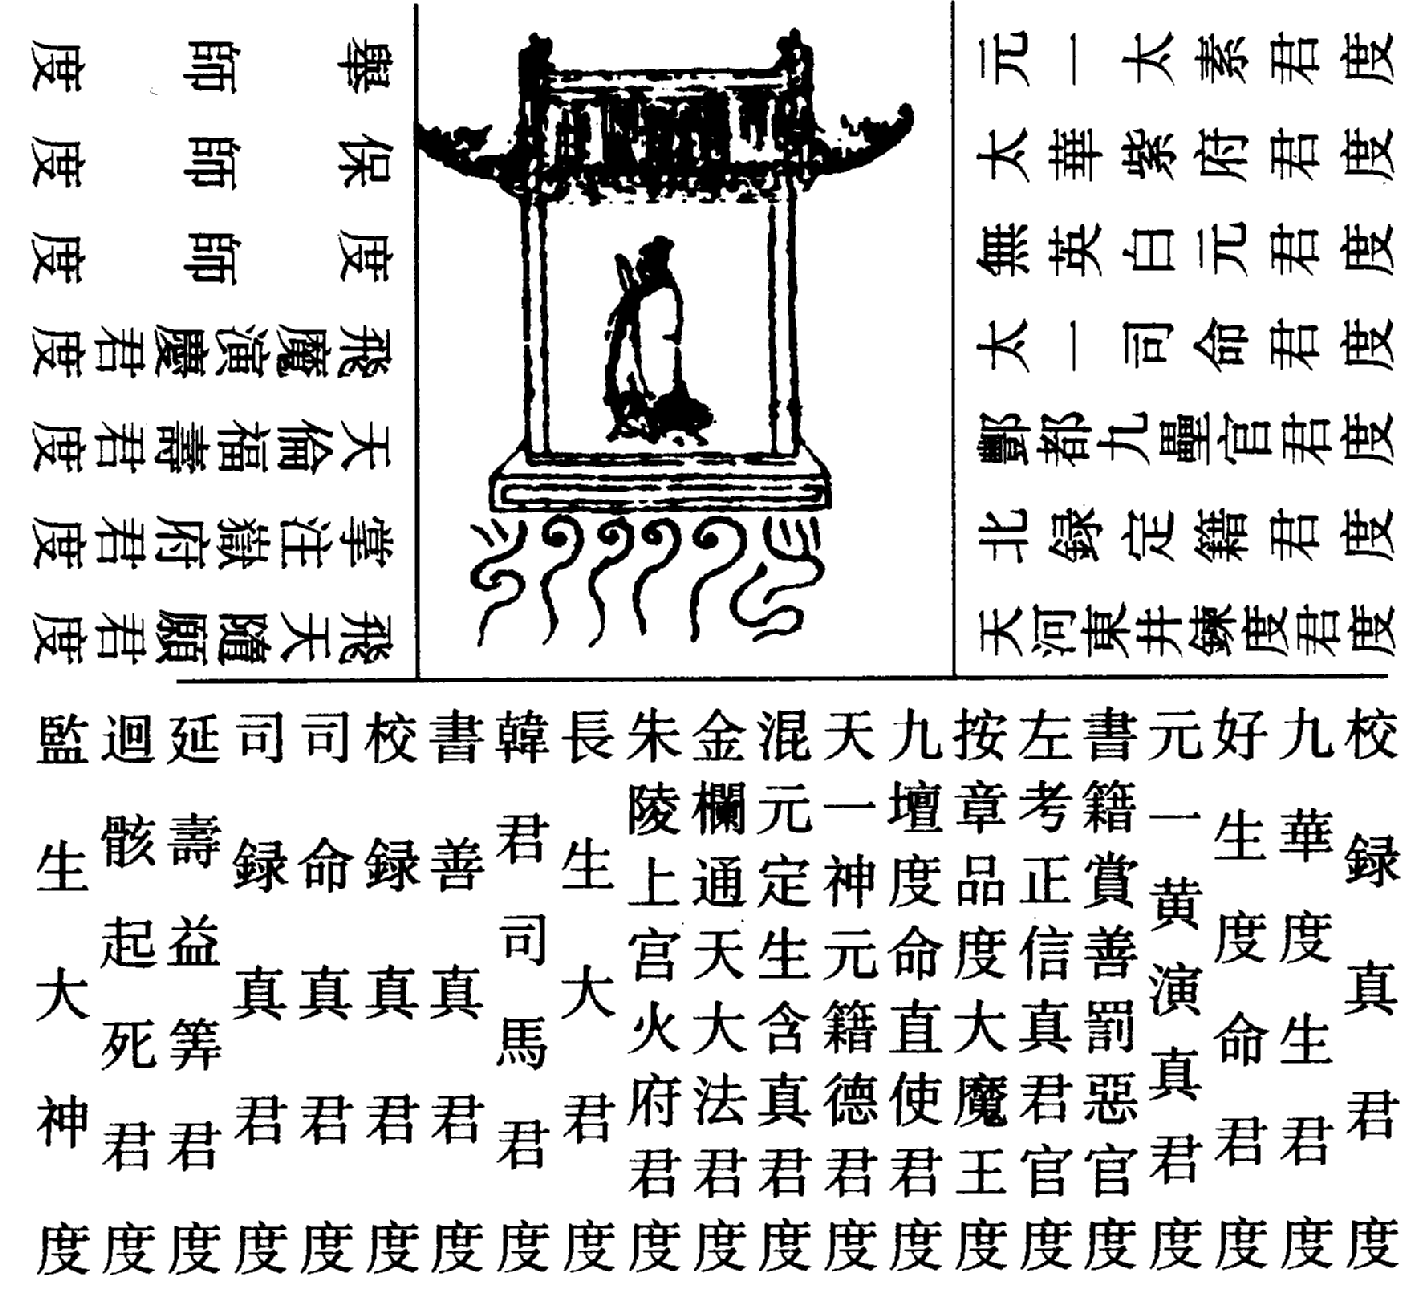 元一太素君度
太華紫府君度
無英白元君度
太一司命君度
酆都九壘官君度
北録定籍君度
天河東井鍊度君度
校録真君度
九華度生君度
好生度命君度
元一黄演真君度
書籍賞善罰惡官度
左考正信真君官度
按章品度大魔王度
九壇度命直使君度
天一神元籍德君度
混元定生含真君度
金欄通天大法君度
朱陵上宫火府君度
長生大君度
韓君司馬君度
書善真君度
校録真君度
司命真君度
司録真君度
延壽益筭君度
迴骸起死君度
監生大神度
飛天隨願君度
掌注嶽府君度
天倫福壽君度
飛魔演慶君度
度師度
保師度
舉師度